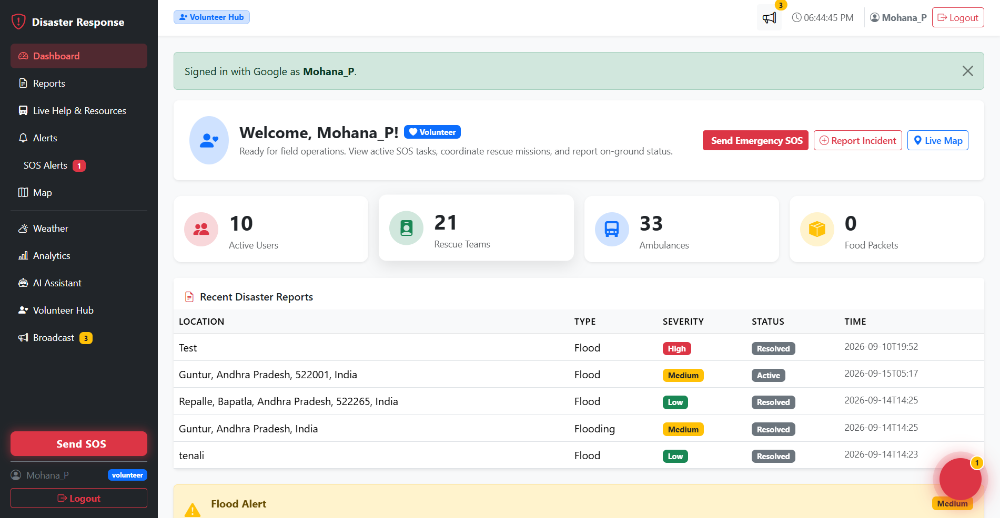 Disaster Response
Dashboard
Reports
Live Help & Resources
Alerts
SOS Alerts 1
Map
Weather
Analytics
AI Assistant
Volunteer Hub
Broadcast 3
Send SOS
Mohana_P volunteer
Logout
Volunteer Hub
3
06:44:45 PM
Mohana_P
Logout
Signed in with Google as Mohana_P.
Welcome, Mohana_P! Volunteer
Ready for field operations. View active SOS tasks, coordinate rescue missions, and report on-ground status.
Send Emergency SOS
Report Incident
Live Map
10
Active Users
21
Rescue Teams
33
Ambulances
0
Food Packets
Recent Disaster Reports
LOCATION TYPE SEVERITY STATUS TIME
Test Flood High Resolved 2026-09-10T19:52
Guntur, Andhra Pradesh, 522001, India Flood Medium Active 2026-09-15T05:17
Repalle, Bapatla, Andhra Pradesh, 522265, India Flood Low Resolved 2026-09-14T14:25
Guntur, Andhra Pradesh, India Flooding Medium Resolved 2026-09-14T14:25
tenali Flood Low Resolved 2026-09-14T14:23
1
Flood Alert Medium